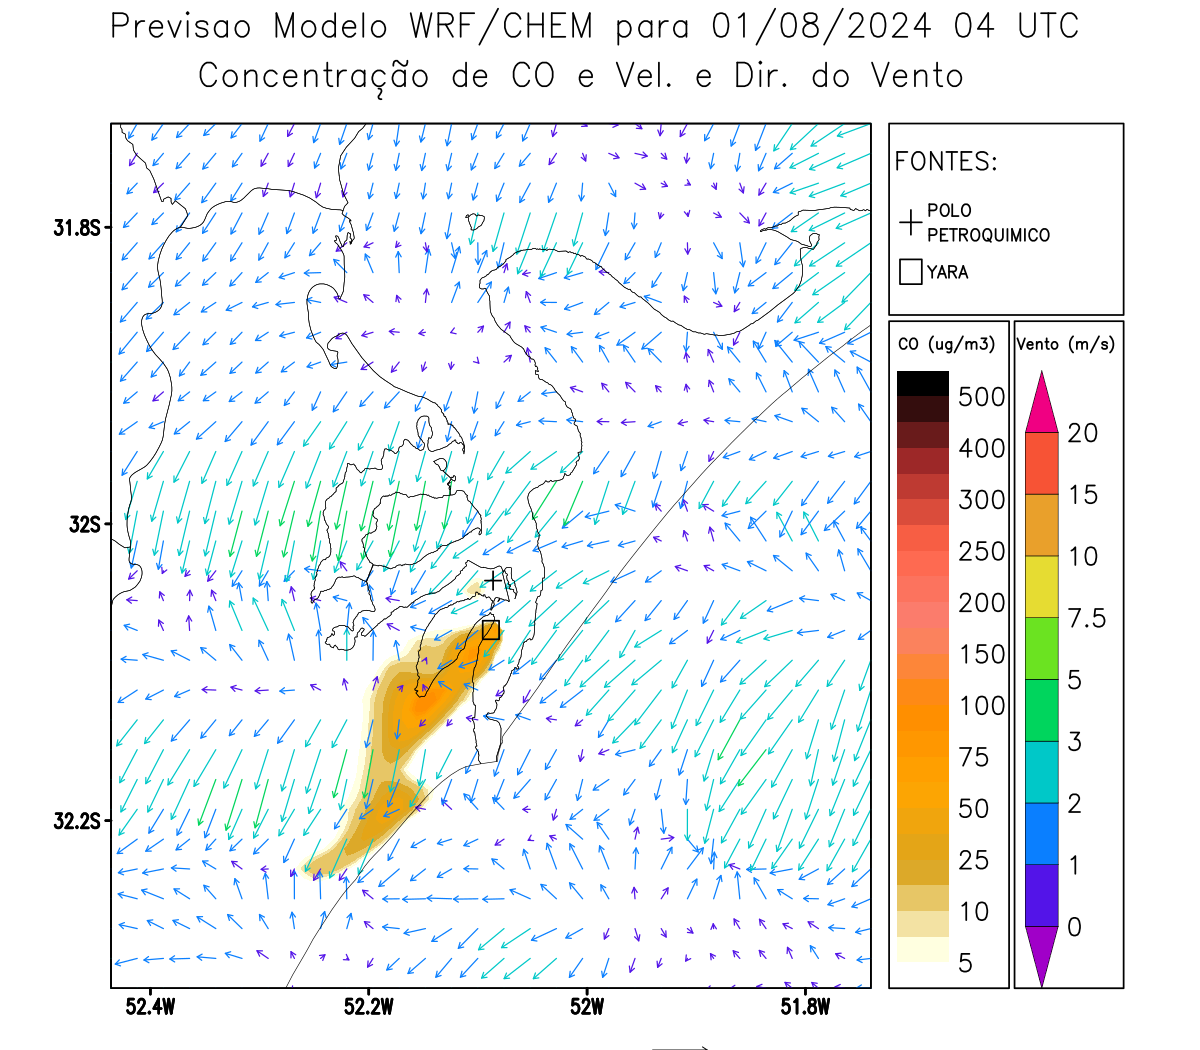 Previsao Modelo WRF/CHEM para 01/08/2024 04 UTC
Concentração de CO e Vel. e Dir. do Vento
FONTES:
POLO
PETROQUIMICO
YARA
CO (ug/m3)
500
400
300
250
200
150
100
75
50
25
10
5
Vento (m/s)
20
15
10
7.5
5
3
2
1
0
31.8S
32S
32.2S
52.4W
52.2W
52W
51.8W